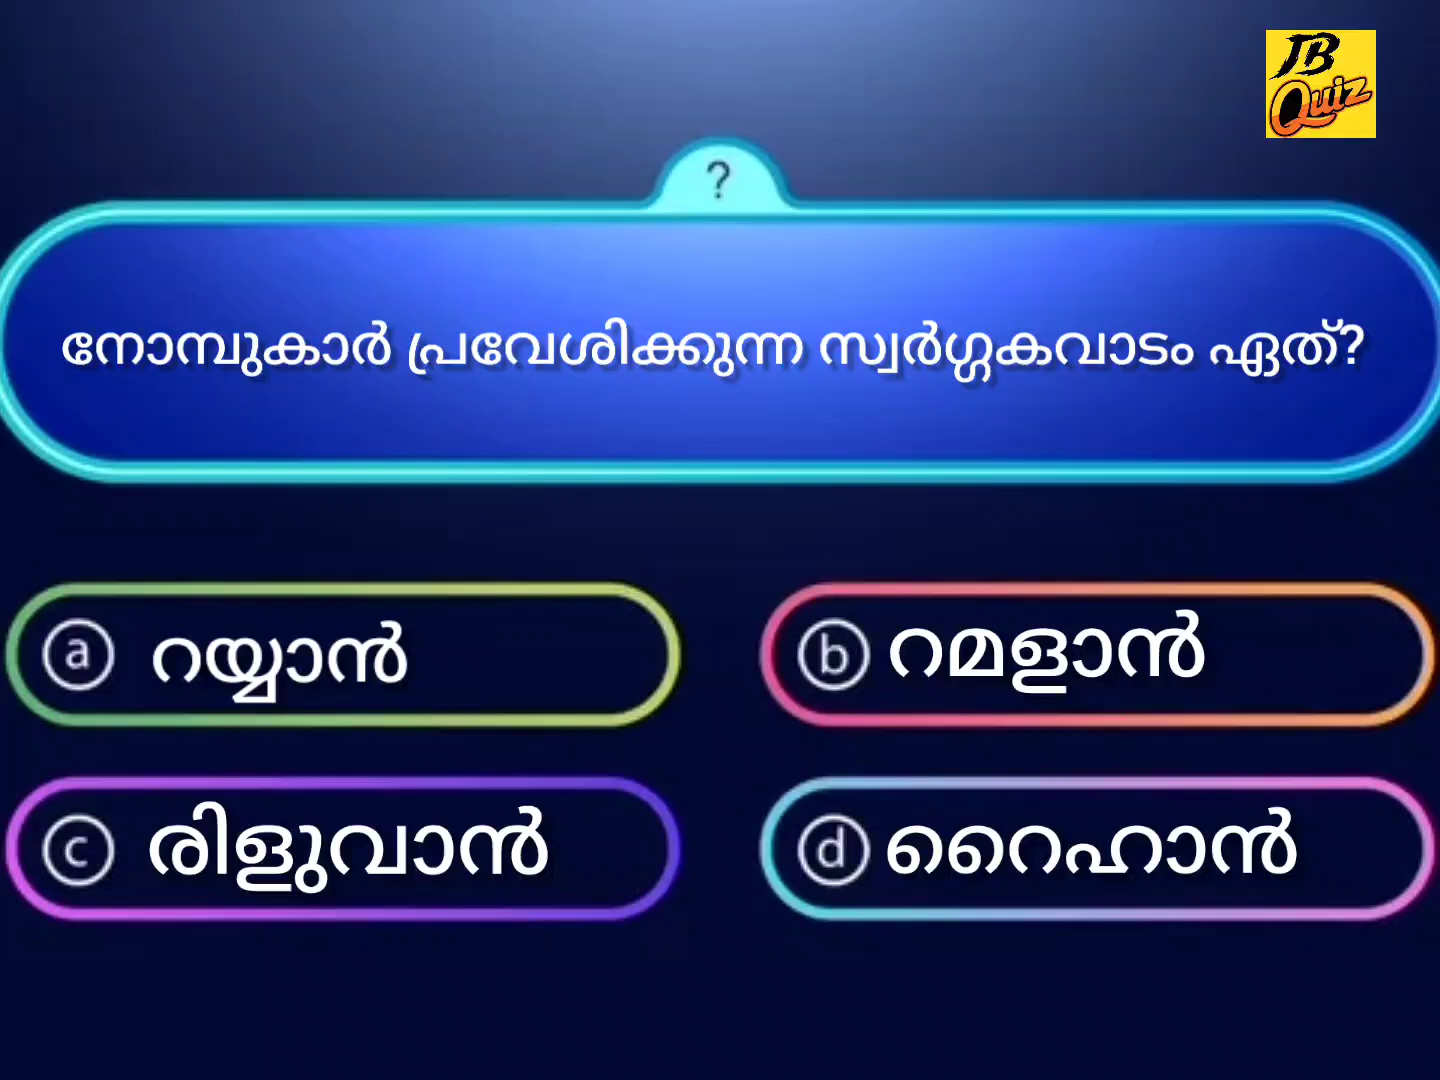 JB
Quiz
?
നോമ്പുകാർ പ്രവേശിക്കുന്ന സ്വർഗ്ഗകവാടം ഏത്?
a റയ്യാൻ
b റമളാൻ
c രിളുവാൻ
d റൈഹാൻ